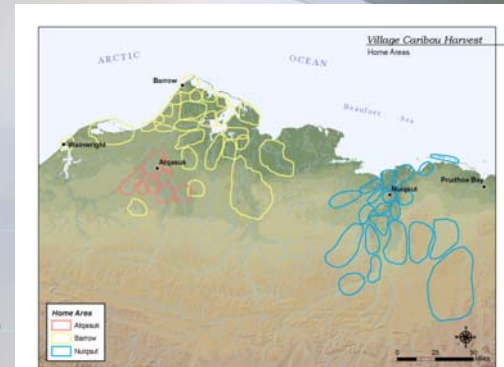 Village Caribou Harvest
Home Areas
ARCTIC
OCEAN
Barrow
Beaufort Sea
Wainwright
Atqasuk
Prudhoe Bay
Nuiqsut
Home Area
Atqasuk
Barrow
Nuiqsut
0 25 50
Miles